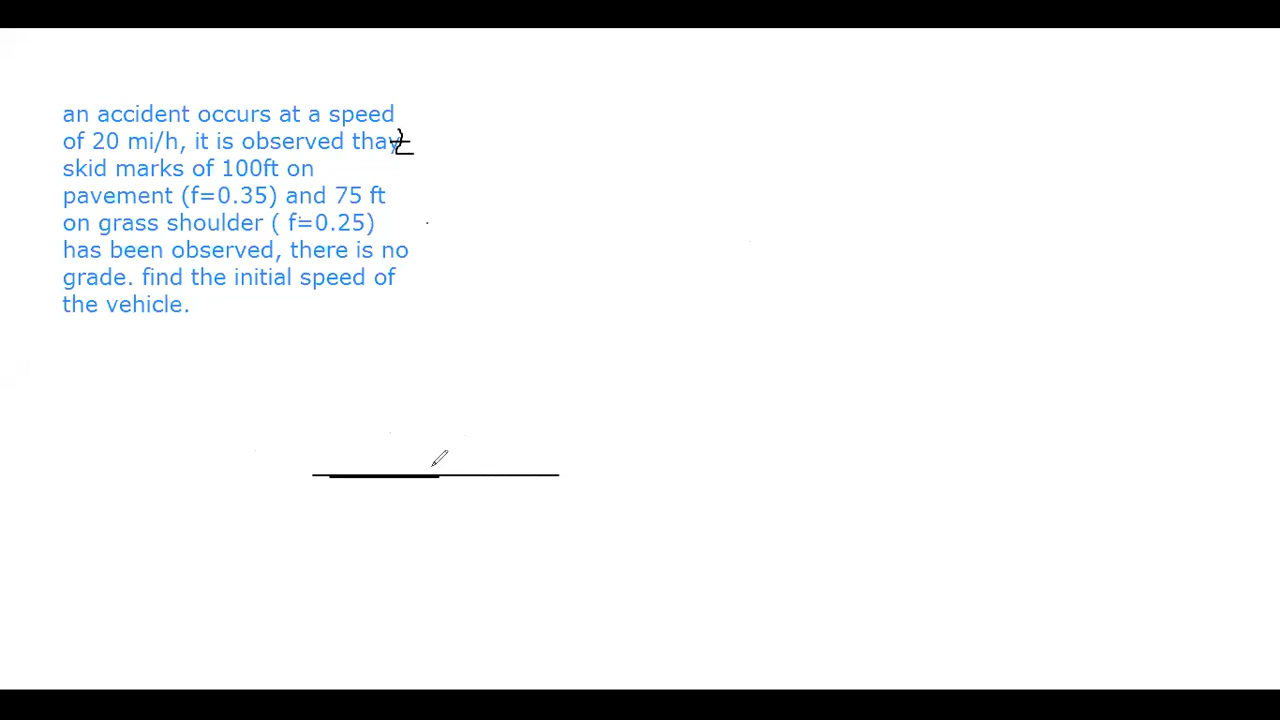 an accident occurs at a speed
of 20 mi/h, it is observed thay
skid marks of 100ft on
pavement (f=0.35) and 75 ft
on grass shoulder ( f=0.25)
has been observed, there is no
grade. find the initial speed of
the vehicle.